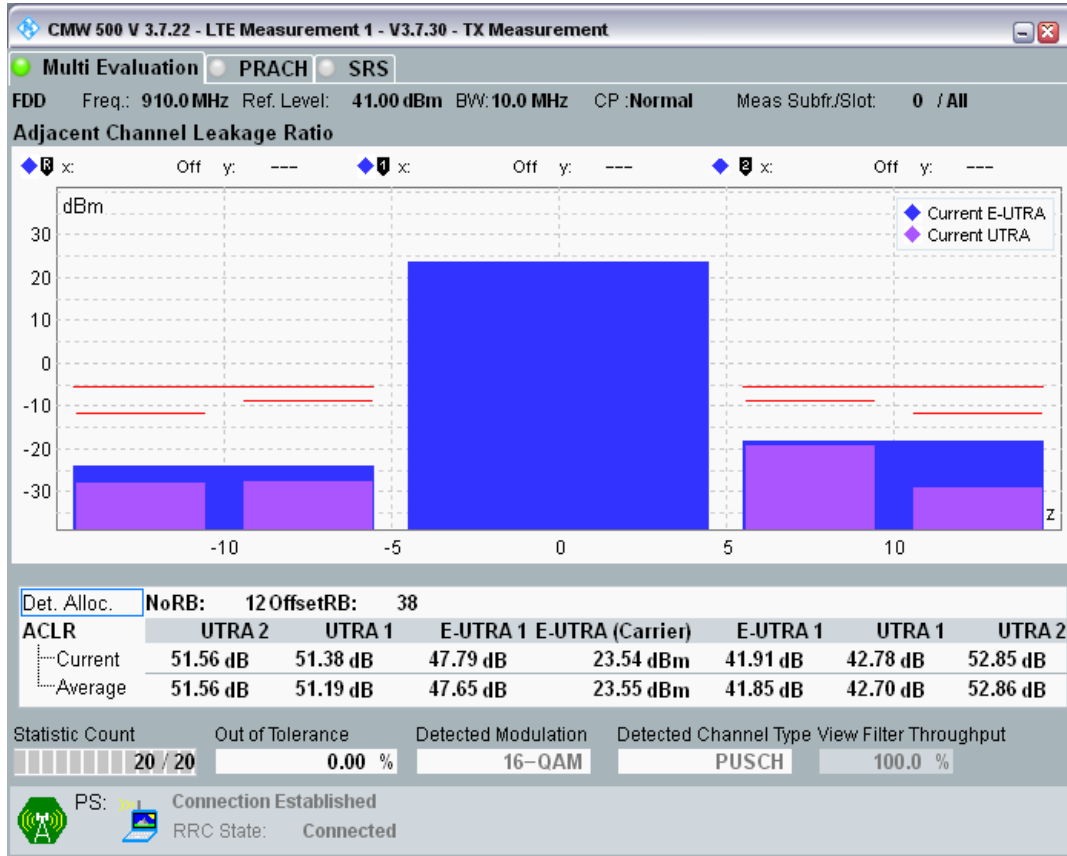 CMW 500 V 3.7.22 - LTE Measurement 1 - V3.7.30 - TX Measurement
Multi Evaluation PRACH SRS
FDD Freq.: 910.0 MHz Ref. Level: 41.00 dBm BW: 10.0 MHz CP :Normal Meas Subfr./Slot: 0 / All
Adjacent Channel Leakage Ratio
R x: Off y: --- 1 x: Off y: --- 2 x: Off y: ---
dBm
Current E-UTRA
Current UTRA
30
20
10
0
-10
-20
-30
z
-10 -5 0 5 10
Det. Alloc. NoRB: 12 OffsetRB: 38
ACLR UTRA 2 UTRA 1 E-UTRA 1 E-UTRA (Carrier) E-UTRA 1 UTRA 1 UTRA 2
Current 51.56 dB 51.38 dB 47.79 dB 23.54 dBm 41.91 dB 42.78 dB 52.85 dB
Average 51.56 dB 51.19 dB 47.65 dB 23.55 dBm 41.85 dB 42.70 dB 52.86 dB
Statistic Count Out of Tolerance Detected Modulation Detected Channel Type View Filter Throughput
20 / 20 0.00 % 16-QAM PUSCH 100.0 %
PS: Connection Established
RRC State: Connected